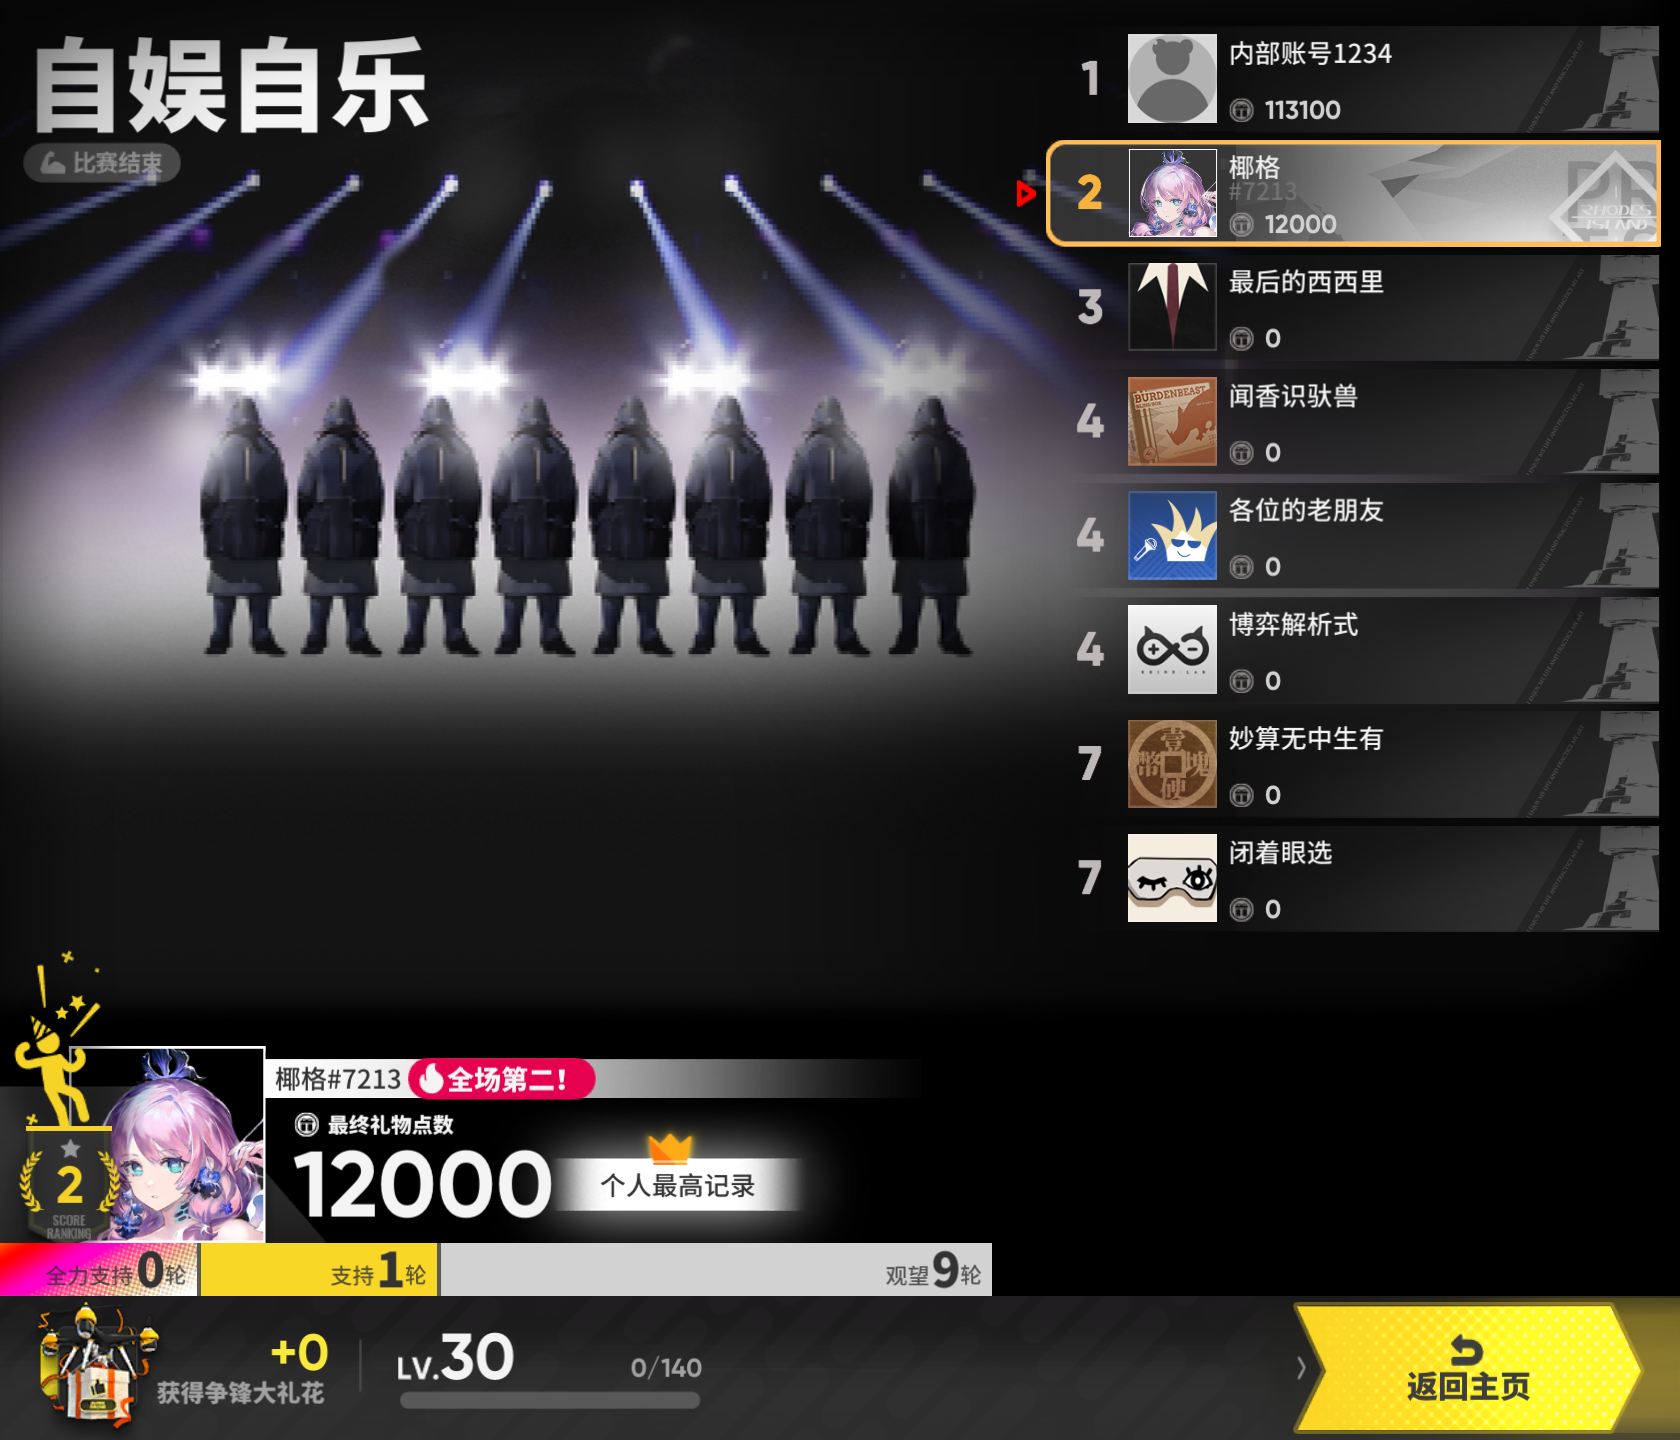 自娱自乐
比赛结束
1
内部账号1234
113100
2
椰格
#7213
12000
RHODES
ISLAND
3
最后的西西里
0
4
BURDENBEAST
闻香识驮兽
0
4
各位的老朋友
0
4
博弈解析式
0
7
壹
幣 塊
硬
妙算无中生有
0
7
闭着眼选
0
椰格#7213
全场第二!
最终礼物点数
12000
个人最高记录
2
SCORE
RANKING
全力支持0轮
支持1轮
观望9轮
+0
获得争锋大礼花
LV.30
0/140
返回主页